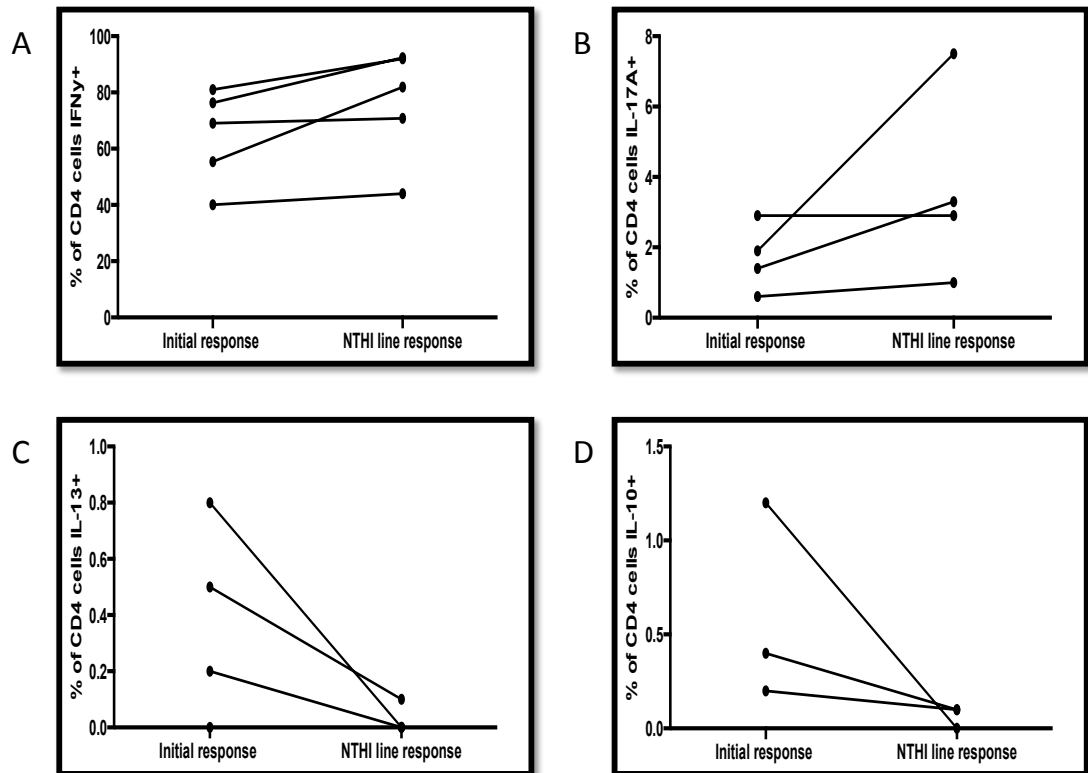 A
% of CD4 cells IFNy+
100
80
60
40
20
0
Initial response
NTHI line response
B
% of CD4 cells IL-17A+
8
6
4
2
0
Initial response
NTHI line response
C
% of CD4 cells IL-13+
1.0
0.8
0.6
0.4
0.2
0.0
Initial response
NTHI line response
D
% of CD4 cells IL-10+
1.5
1.0
0.5
0.0
Initial response
NTHI line response